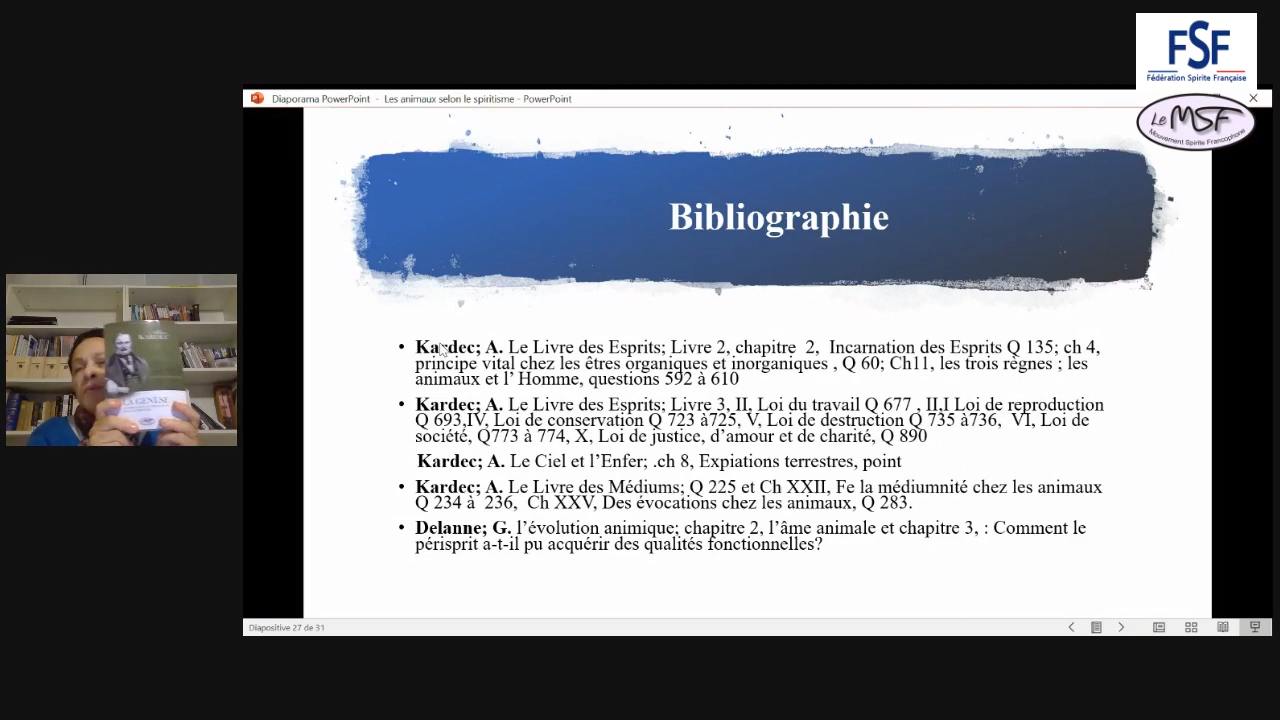 FSF
Fédération Spirite Française
Diaporama PowerPoint - Les animaux selon le spiritisme - PowerPoint
Le MSF
Mouvement Spirite Francophone
Bibliographie
KARDEC
LA GENÈSE
• Kardec; A. Le Livre des Esprits; Livre 2, chapitre 2, Incarnation des Esprits Q 135; ch 4,
principe vital chez les êtres organiques et inorganiques , Q 60; Ch11, les trois règnes ; les
animaux et l' Homme, questions 592 à 610
• Kardec; A. Le Livre des Esprits; Livre 3, II, Loi du travail Q 677 , II,I Loi de reproduction
Q 693,IV, Loi de conservation Q 723 à725, V, Loi de destruction Q 735 à736, VI, Loi de
société, Q773 à 774, X, Loi de justice, d'amour et de charité, Q 890
Kardec; A. Le Ciel et l'Enfer; .ch 8, Expiations terrestres, point
• Kardec; A. Le Livre des Médiums; Q 225 et Ch XXII, Fe la médiumnité chez les animaux
Q 234 à 236, Ch XXV, Des évocations chez les animaux, Q 283.
• Delanne; G. l'évolution animique; chapitre 2, l'âme animale et chapitre 3, : Comment le
périsprit a-t-il pu acquérir des qualités fonctionnelles?
Diapositive 27 de 31